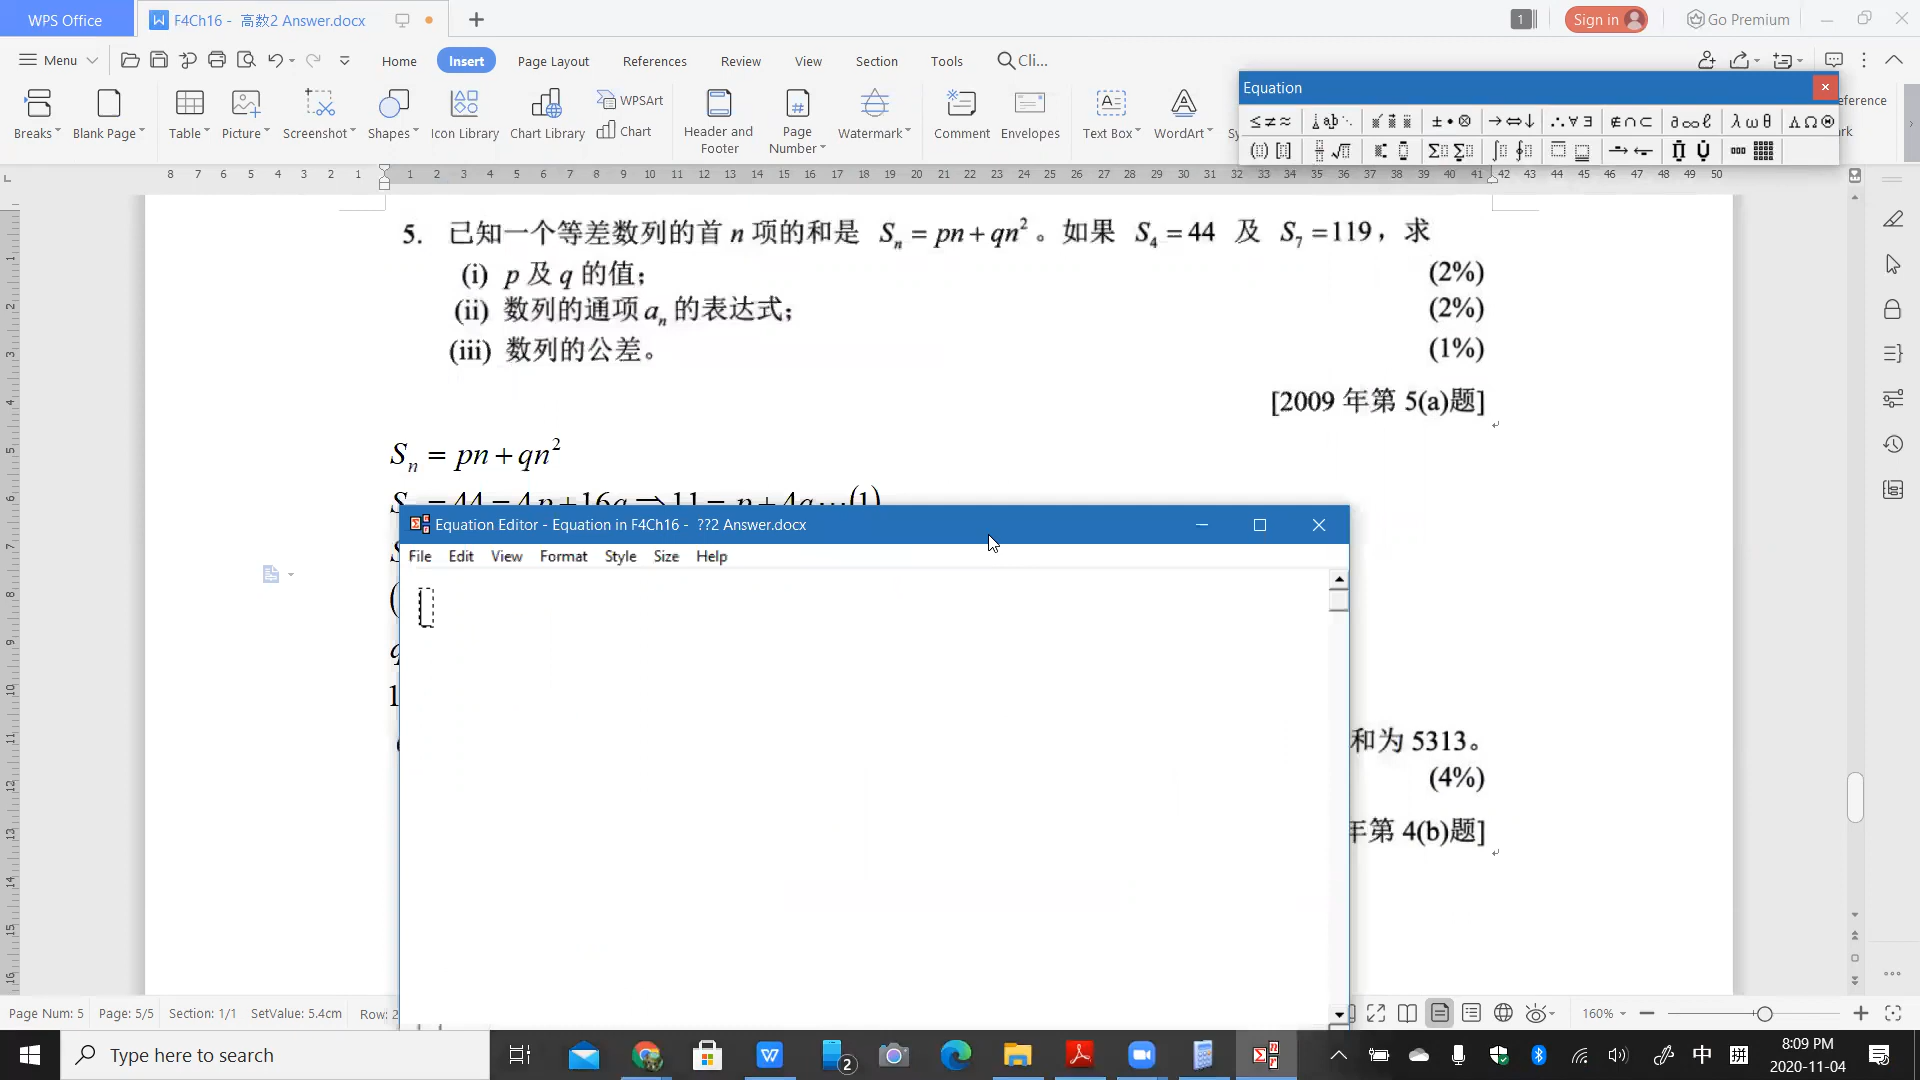 WPS Office
F4Ch16 - 高数2 Answer.docx
1
Sign in
Go Premium
Menu
Home
Insert
Page Layout
References
Review
View
Section
Tools
Cli...
Breaks
Blank Page
Table
Picture
Screenshot
Shapes
Icon Library
Chart Library
WPSArt
Chart
Header and Footer
Page Number
Watermark
Comment
Envelopes
Text Box
WordArt
Equation
8 7 6 5 4 3 2 1 1 2 3 4 5 6 7 8 9 10 11 12 13 14 15 16 17 18 19 20 21 22 23 24 25 26 27 28 29 30 31 32 33 34 35 36 37 38 39 40 41 42 43 44 45 46 47 48 49 50
5. 已知一个等差数列的首 n 项的和是 Sₙ = pn + qn² 。如果 S₄ = 44 及 S₇ = 119，求
(i) p 及 q 的值； (2%)
(ii) 数列的通项 aₙ 的表达式； (2%)
(iii) 数列的公差。 (1%)
[2009 年第 5(a)题]
Sₙ = pn + qn²
S = 44 = 4p + 16q ⇒ 11 = p + 4q ⋯ (1)
Equation Editor - Equation in F4Ch16 - ??2 Answer.docx
File Edit View Format Style Size Help
和为 5313。
(4%)
年第 4(b)题]
Page Num: 5 Page: 5/5 Section: 1/1 SetValue: 5.4cm Row: 2
160%
Type here to search
2
中
拼
8:09 PM
2020-11-04